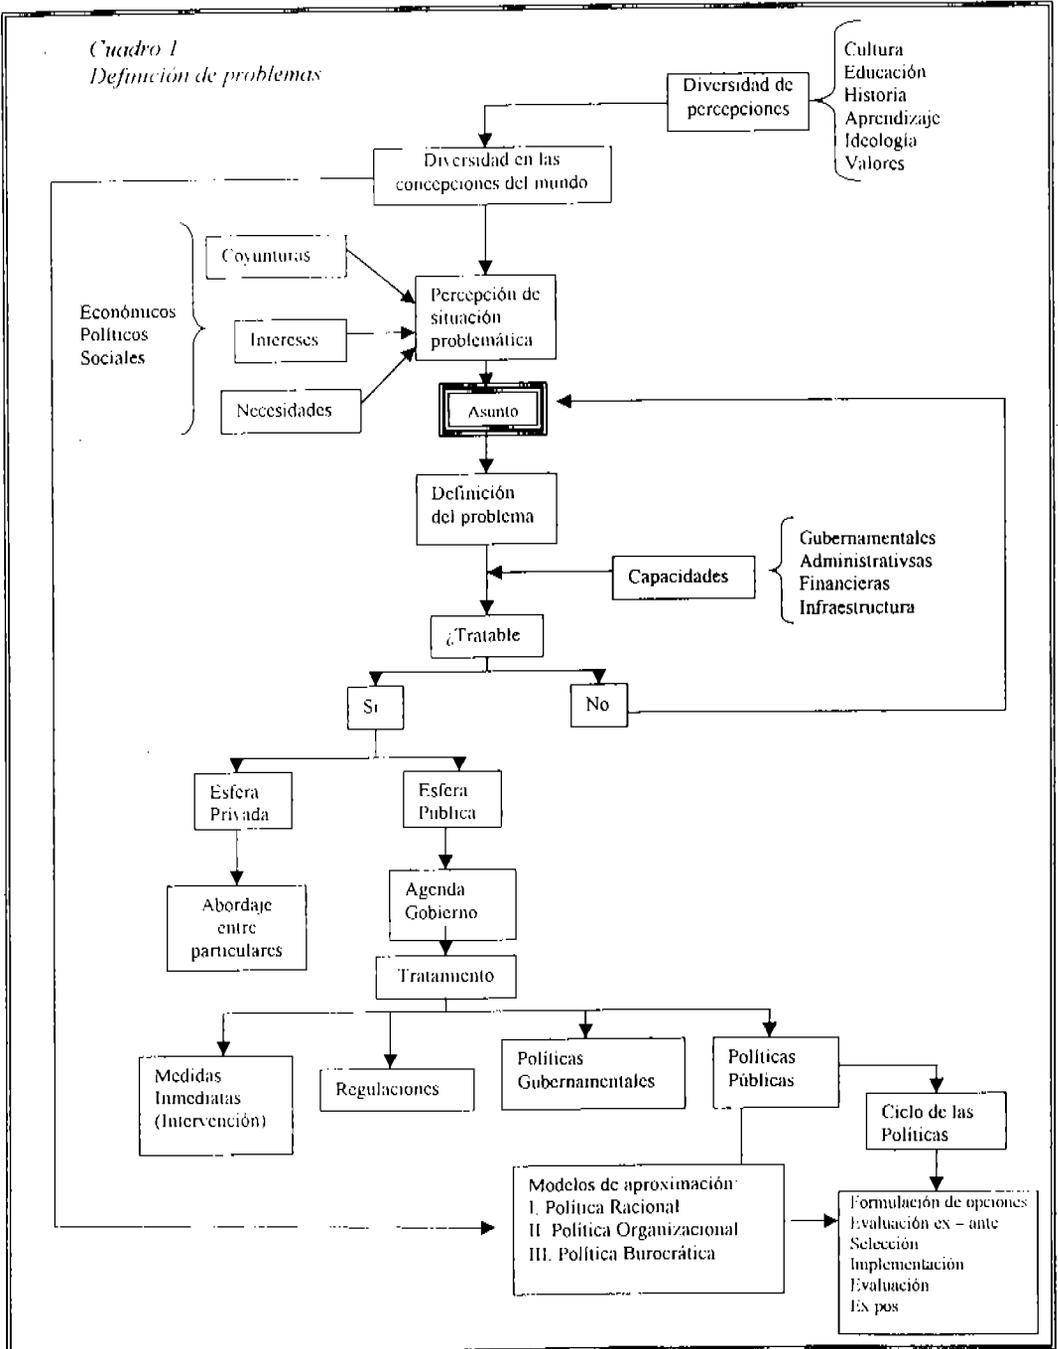 Cuadro 1
Definición de problemas
Diversidad de
percepciones
Cultura
Educación
Historia
Aprendizaje
Ideología
Valores
Diversidad en las
concepciones del mundo
Económicos
Políticos
Sociales
Coyunturas
Intereses
Necesidades
Percepción de
situación
problemática
Asunto
Definición
del problema
Capacidades
Gubernamentales
Administrativsas
Financieras
Infraestructura
¿Tratable
Si
No
Esfera
Privada
Esfera
Publica
Abordaje
entre
particulares
Agenda
Gobierno
Tratamiento
Medidas
Inmediatas
(Intervención)
Regulaciones
Políticas
Gubernamentales
Políticas
Públicas
Ciclo de las
Políticas
Modelos de aproximación:
I. Política Racional
II Política Organizacional
III. Política Burocrática
Formulación de opciones
Evaluación ex – ante
Selección
Implementación
Evaluación
Ex pos